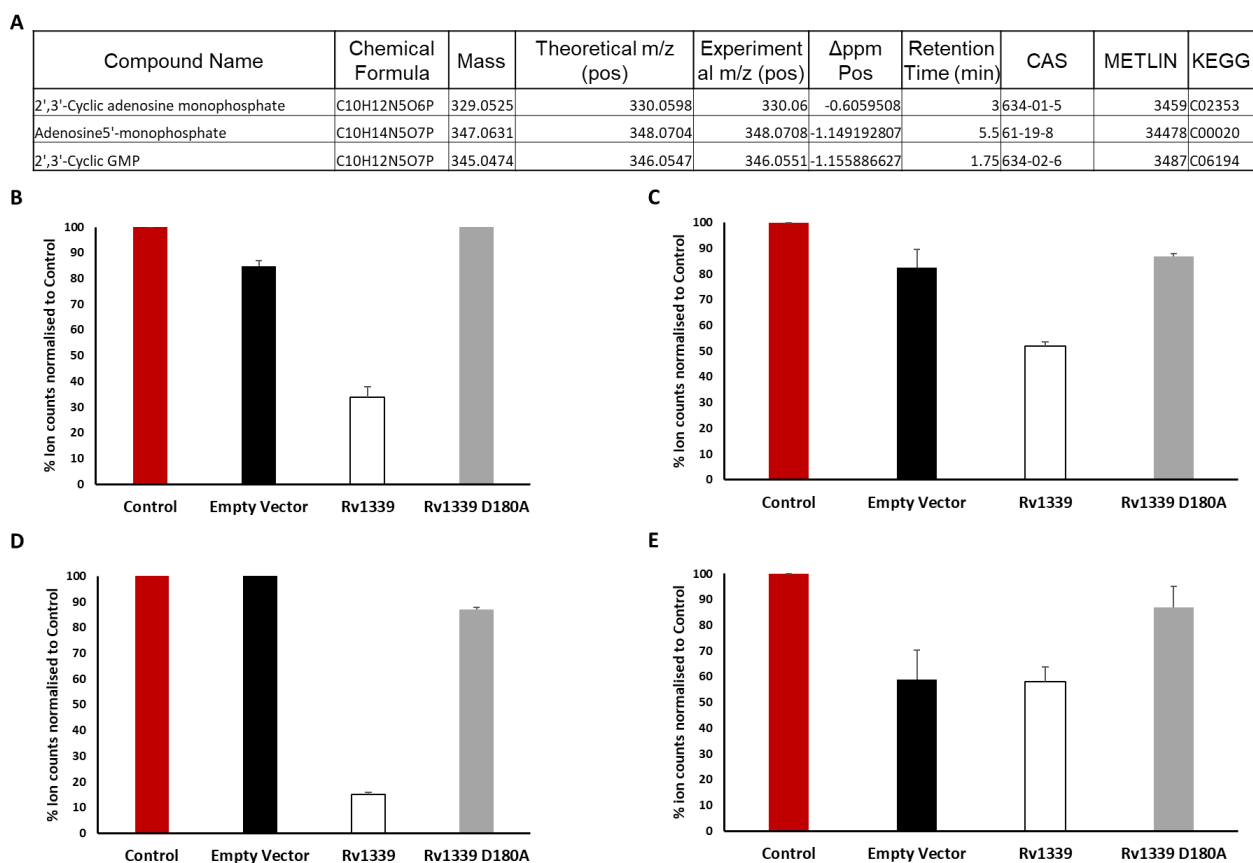 A
Compound Name Chemical Formula Mass Theoretical m/z (pos) Experiment al m/z (pos) Δppm Pos Retention Time (min) CAS METLIN KEGG
2',3'-Cyclic adenosine monophosphate C10H12N5O6P 329.0525 330.0598 330.06 -0.6059508 3 634-01-5 3459 C02353
Adenosine5'-monophosphate C10H14N5O7P 347.0631 348.0704 348.0708 -1.149192807 5.5 61-19-8 34478 C00020
2',3'-Cyclic GMP C10H12N5O7P 345.0474 346.0547 346.0551 -1.155886627 1.75 634-02-6 3487 C06194
B
% Ion counts normalised to Control
100
90
80
70
60
50
40
30
20
10
0
Control Empty Vector Rv1339 Rv1339 D180A
C
% Ion counts normalised to Control
100
90
80
70
60
50
40
30
20
10
0
Control Empty Vector Rv1339 Rv1339 D180A
D
% Ion counts normalised to Control
100
90
80
70
60
50
40
30
20
10
0
Control Empty Vector Rv1339 Rv1339 D180A
E
% ion counts normalised to Control
100
90
80
70
60
50
40
30
20
10
0
Control Empty Vector Rv1339 Rv1339 D180A